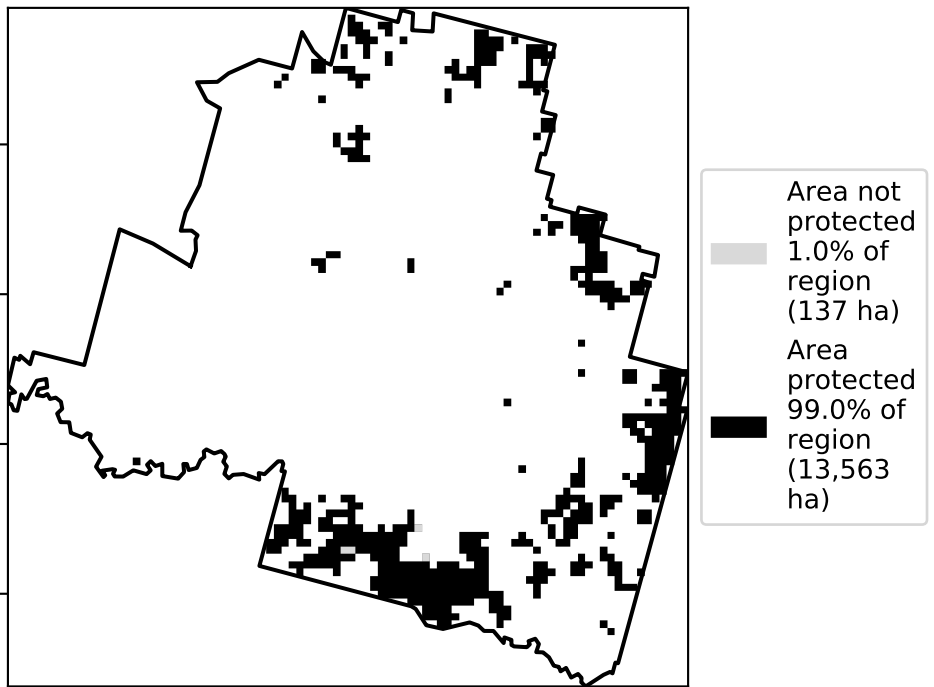 Area not
protected
1.0% of
region
(137 ha)
Area
protected
99.0% of
region
(13,563
ha)